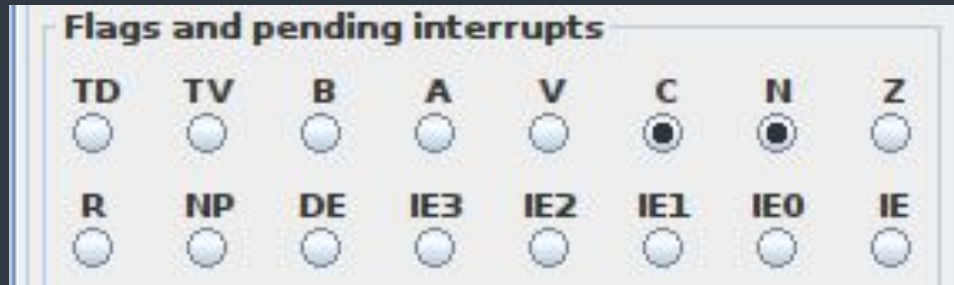 Flags and pending interrupts
TD TV B A V C N Z
R NP DE IE3 IE2 IE1 IE0 IE